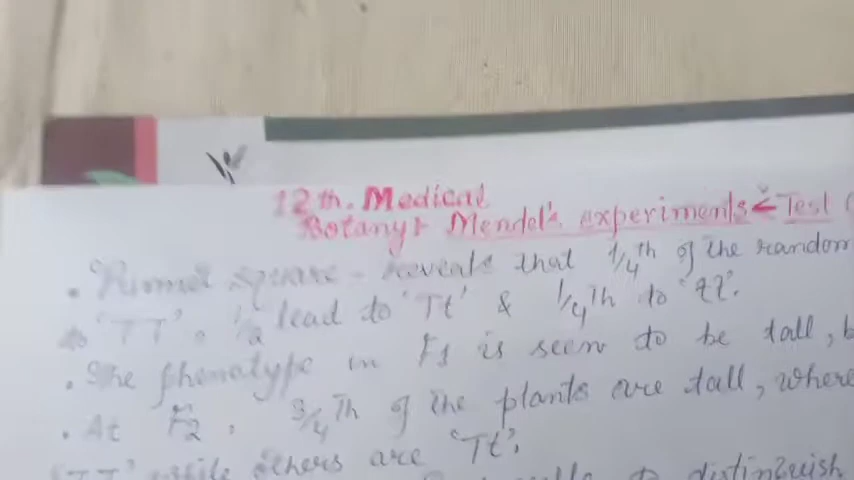 12th. Medical
Botany Mendel's experiments Test (
• Punnet square - reveals that 1/4th of the random
to 'TT', 1/2 lead to 'Tt' & 1/4th to 'tt'.
• The phenotype in F1 is seen to be tall, b
• At F2, 3/4th of the plants are tall, where
'TT' while others are 'Tt'.
to distinguish